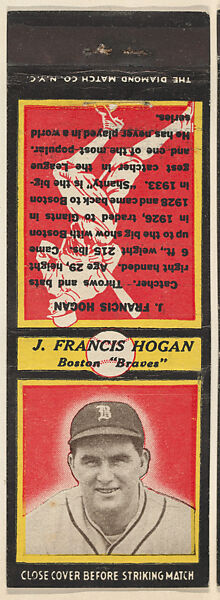 THE DIAMOND MATCH CO. N.Y.C.
J. FRANCIS HOGAN
Catcher. Throws and bats
right handed. Age, 29, height,
6 ft., weight, 215 lbs. Came
up to the big show with Boston
in 1926, traded to Giants in
1928 and came back to Boston
in 1933. "Shanty" is the big-
gest catcher in the League
and one of the most popular.
He has never played in a world
series.
J. FRANCIS HOGAN
Boston "Braves"
B
CLOSE COVER BEFORE STRIKING MATCH